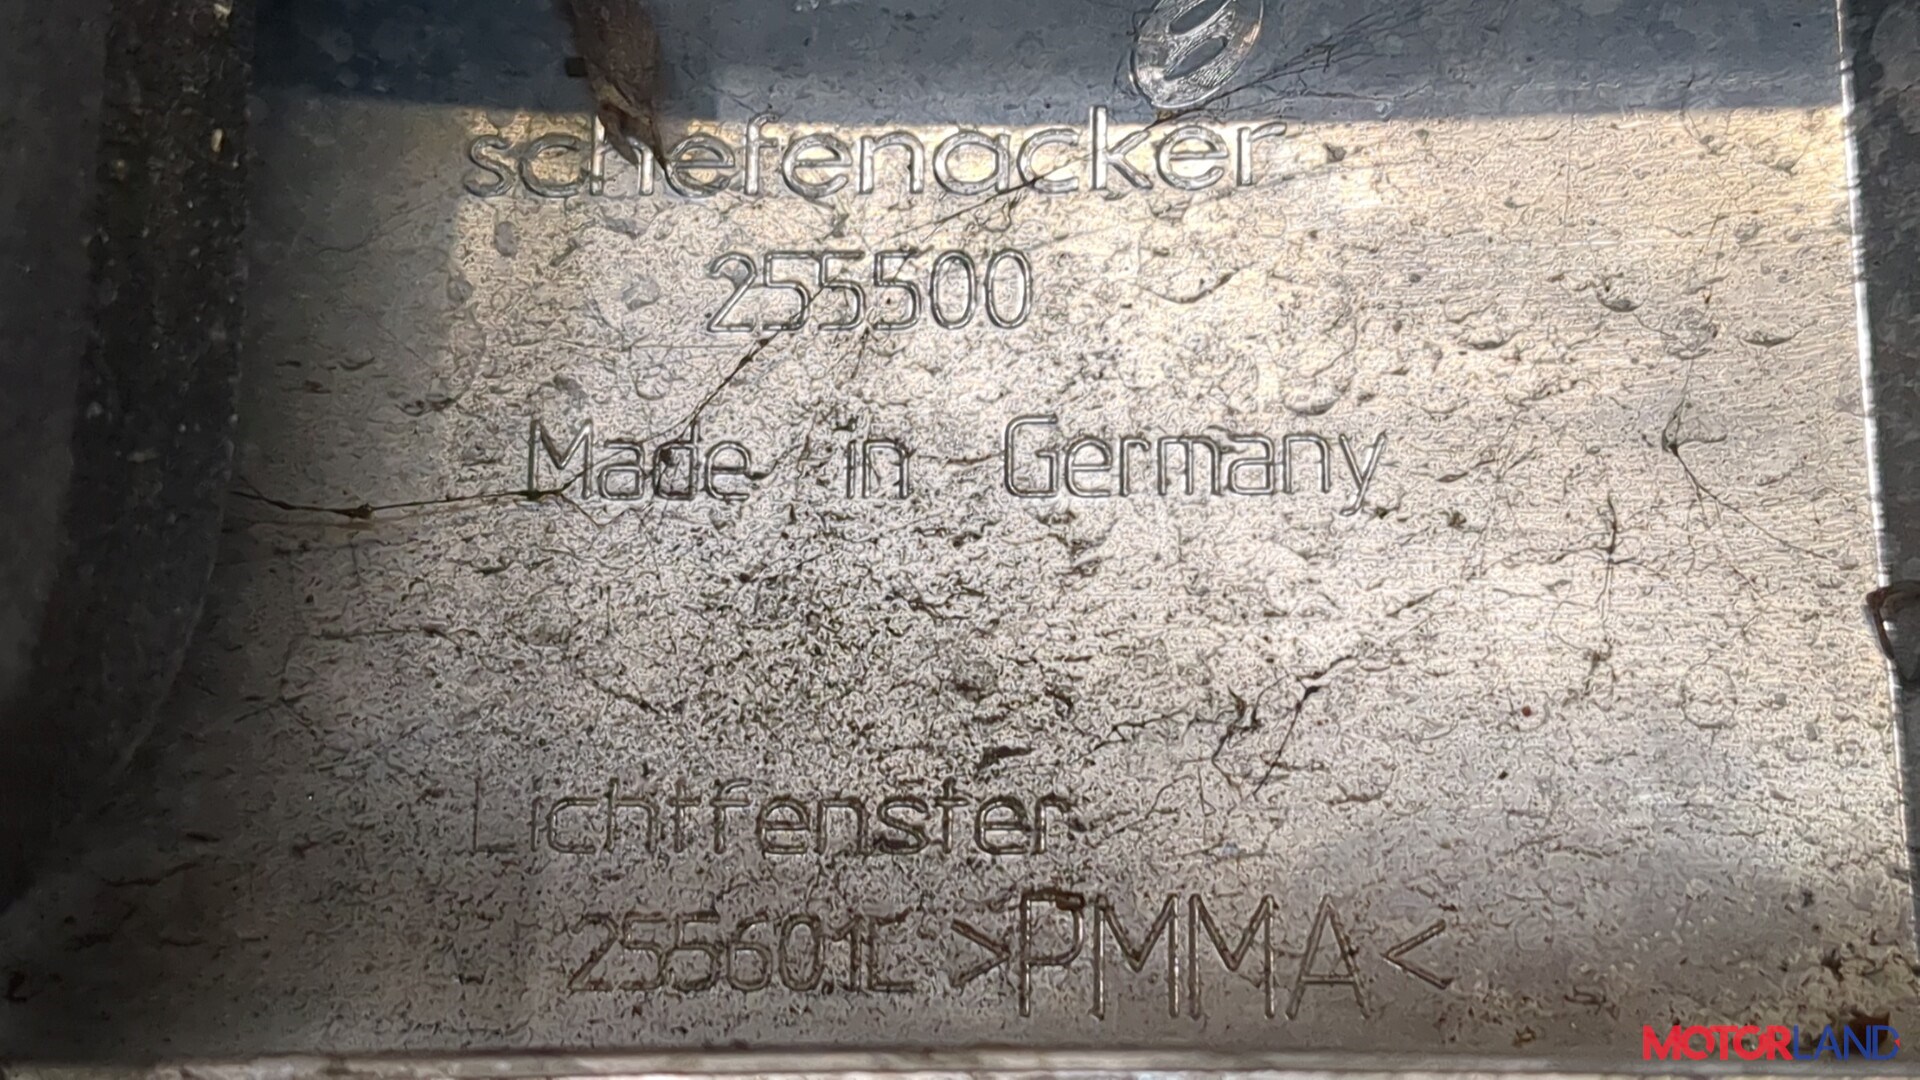 schefenacker
255500
Made in Germany
Lichtfenster
255601L >PMMA<
MOTORLAND